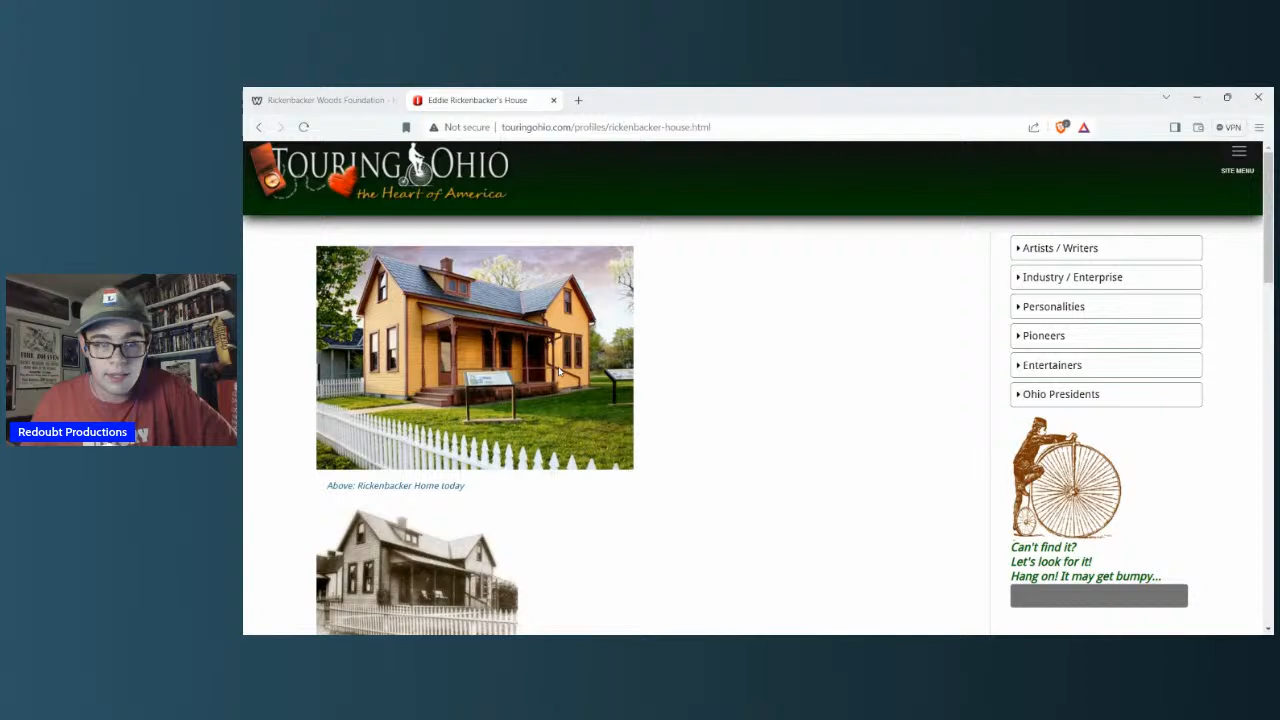 Rickenbacker Woods Foundation -
Eddie Rickenbacker's House
Not secure
touringohio.com/profiles/rickenbacker-house.html
VPN
TOURING OHIO
the Heart of America
SITE MENU
Artists / Writers
Industry / Enterprise
Personalities
Pioneers
Entertainers
Ohio Presidents
Above: Rickenbacker Home today
Can't find it?
Let's look for it!
Hang on! It may get bumpy...
Redoubt Productions